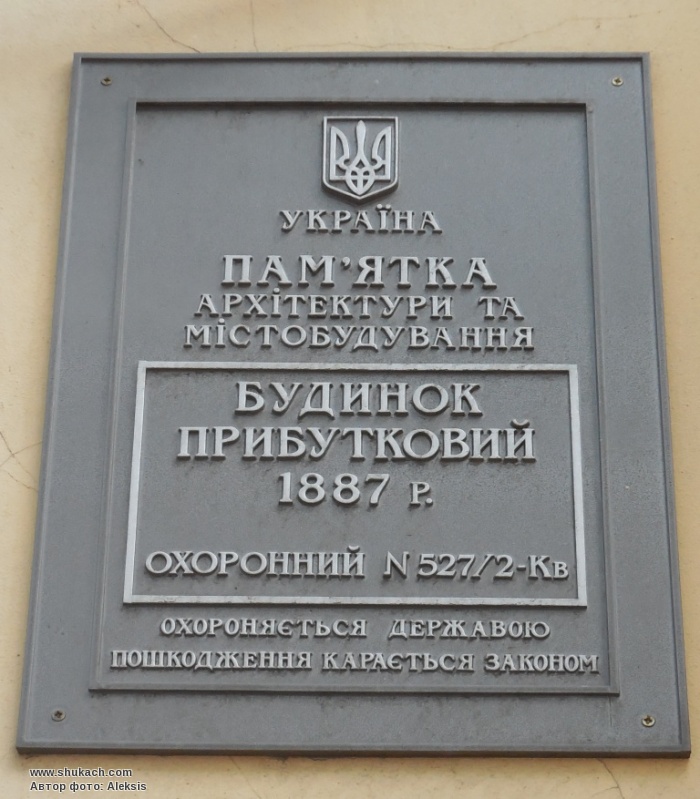 УКРАЇНА
ПАМ'ЯТКА
АРХІТЕКТУРИ ТА
МІСТОБУДУВАННЯ
БУДИНОК
ПРИБУТКОВИЙ
1887 Р.
ОХОРОННИЙ N 527/2-Кв
ОХОРОНЯЄТЬСЯ ДЕРЖАВОЮ
ПОШКОДЖЕННЯ КАРАЄТЬСЯ ЗАКОНОМ
www.shukach.com
Автор фото: Aleksis